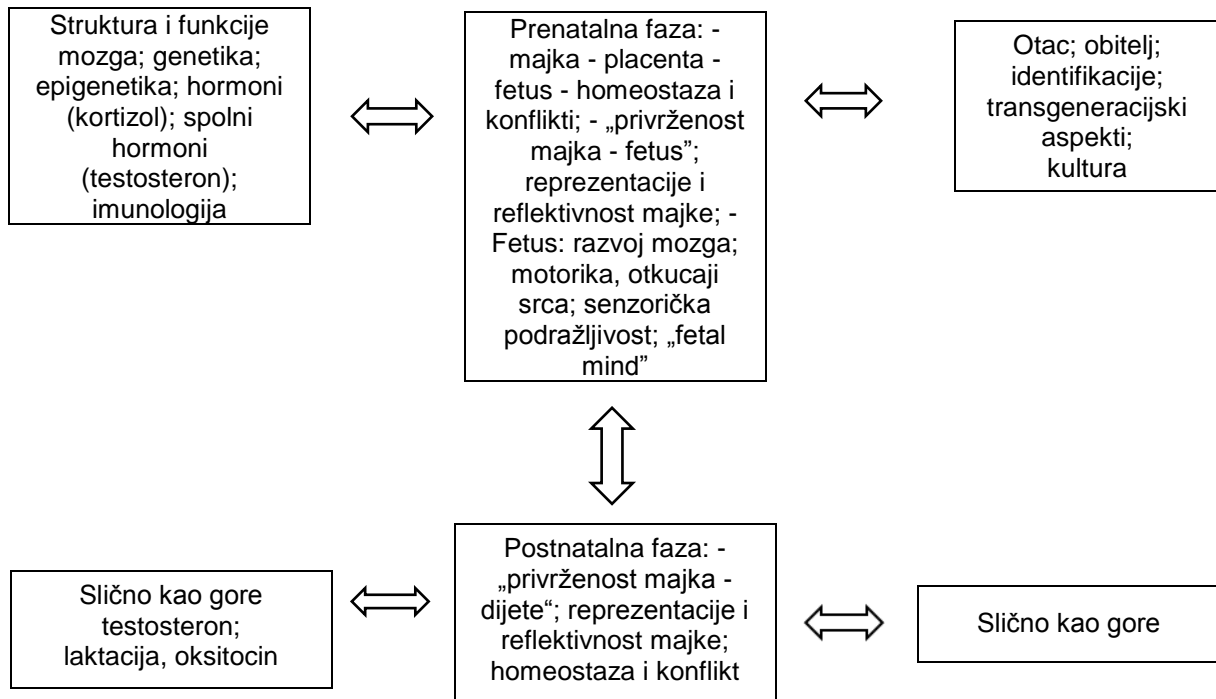 Struktura i funkcije
mozga; genetika;
epigenetika; hormoni
(kortizol); spolni
hormoni
(testosteron);
imunologija
Prenatalna faza: -
majka - placenta -
fetus - homeostaza i
konflikti; - „privrženost
majka - fetus”;
reprezentacije i
reflektivnost majke; -
Fetus: razvoj mozga;
motorika, otkucaji
srca; senzorička
podražljivost; „fetal
mind”
Otac; obitelj;
identifikacije;
transgeneracijski
aspekti;
kultura
Slično kao gore
testosteron;
laktacija, oksitocin
Postnatalna faza: -
„privrženost majka -
dijete“; reprezentacije i
reflektivnost majke;
homeostaza i konflikt
Slično kao gore